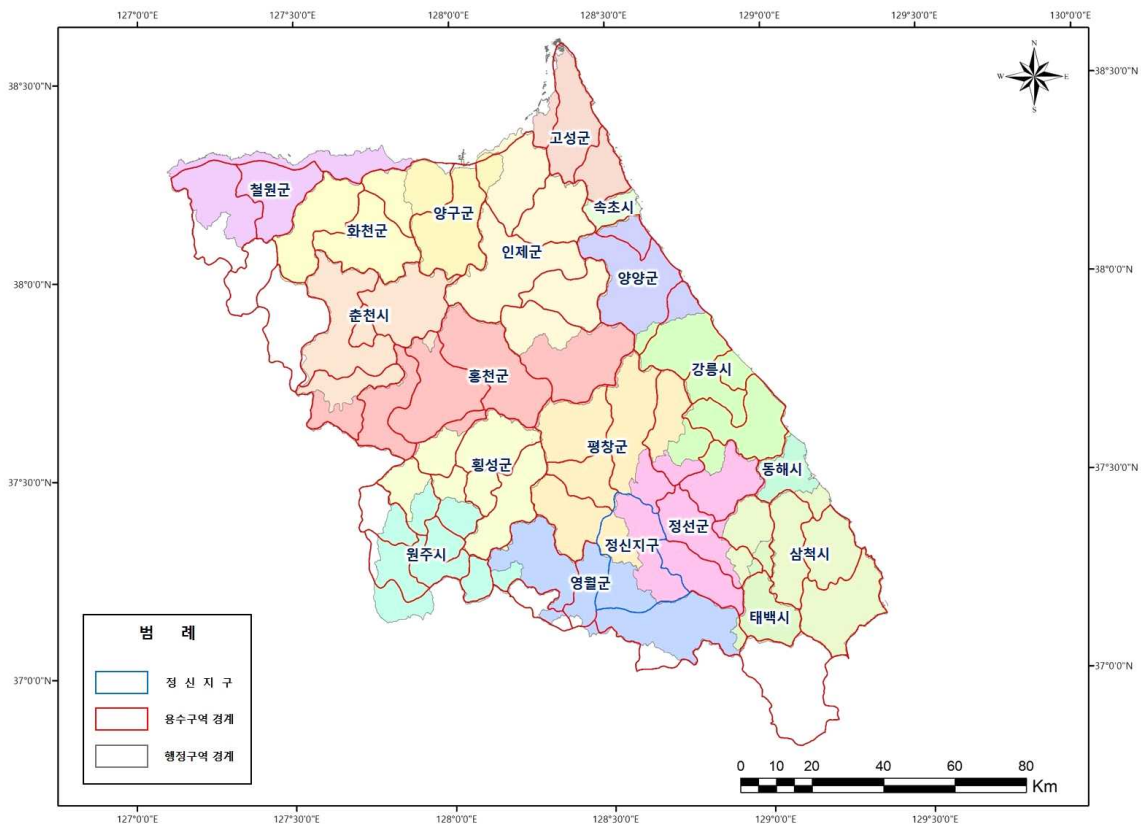 127°0'0"E 127°30'0"E 128°0'0"E 128°30'0"E 129°0'0"E 129°30'0"E 130°0'0"E
N
W E
S
38°30'0"N 38°30'0"N
고성군
철원군
속초시
양구군
화천군
인제군
38°0'0"N 38°0'0"N
양양군
춘천시
강릉시
홍천군
평창군
횡성군
동해시
37°30'0"N 37°30'0"N
정선군
정신지구
원주시
삼척시
영월군
태백시
범 례
정 신 지 구
용수구역 경계
행정구역 경계
37°0'0"N 37°0'0"N
0 10 20 40 60 80
Km
127°0'0"E 127°30'0"E 128°0'0"E 128°30'0"E 129°0'0"E 129°30'0"E